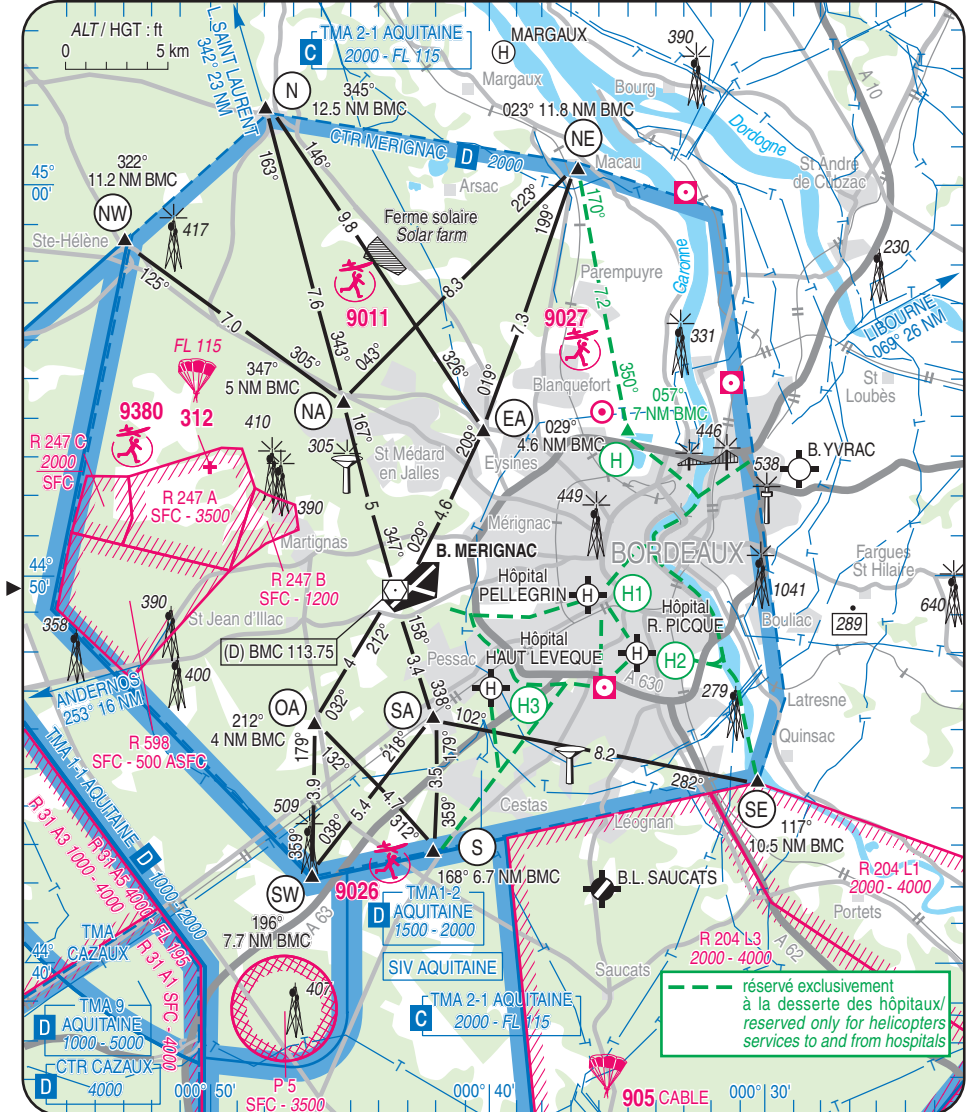 ALT / HGT : ft
0 5 km
L.SAINT LAURENT
342° 23 NM
C
TMA 2-1 AQUITAINE
2000 - FL 115
H
MARGAUX
Margaux
390
Bourg
A 10
Dordogne
N
345°
12.5 NM BMC
023° 11.8 NM BMC
NE
Macau
CTR MERIGNAC
D
2000
St André
de Cubzac
Arsac
45°
00'
322°
11.2 NM BMC
NW
Ste-Hélène
417
163°
146°
9.8
Ferme solaire
Solar farm
223°
199°
170°
Garonne
230
125°
7.0
305°
7.6
343°
043°
8.3
326°
019°
7.3
7.2
350°
9011
9027
Parempuyre
Blanquefort
331
LIBOURNE
069° 26 NM
St
Loubès
FL 115
312
9380
347°
5 NM BMC
NA
EA
029°
4.6 NM BMC
057°
7 NM BMC
H
446
538
B. YVRAC
R 247 C
2000
SFC
410
390
305
167°
209°
St Médard
en Jalles
Eysines
R 247 A
SFC - 3500
5
4.6
449
Mérignac
BORDEAUX
Martignas
347°
029°
B. MERIGNAC
Fargues
St Hilaire
44°
50'
R 247 B
SFC - 1200
Hôpital
PELLEGRIN
H
H1
1041
640
358
390
400
St Jean d'Illac
(D) BMC 113.75
212°
4
032°
158°
3.4
338°
Pessac
Hôpital
HAUT LEVEQUE
H
H3
Hôpital
R. PICQUE
H
H2
Bouliac
289
A 630
279
Latresne
Quinsac
ANDERNOS
253° 16 NM
OA
212°
4 NM BMC
SA
102°
8.2
282°
R 598
SFC - 500 ASFC
179°
3.9
359°
132°
4.7
312°
218°
5.4
038°
179°
3.5
359°
509
Cestas
Léognan
SE
117°
10.5 NM BMC
TMA 1-1 AQUITAINE
D
1000 - 2000
R 31 A3 1000 - 4000
R 31 A5 4000 - FL 195
R 31 A1 SFC - 4000
SW
196°
7.7 NM BMC
9026
S
168° 6.7 NM BMC
B.L. SAUCATS
R 204 L1
2000 - 4000
Portets
A 63
D
TMA1-2
AQUITAINE
1500 - 2000
SIV AQUITAINE
Saucats
R 204 L3
2000 - 4000
A 62
44°
40'
TMA
CAZAUX
407
D
TMA 9
AQUITAINE
1000 - 5000
C
TMA 2-1 AQUITAINE
2000 - FL 115
réservé exclusivement
à la desserte des hôpitaux/
reserved only for helicopters
services to and from hospitals
D
CTR CAZAUX
4000
000° 50'
P 5
SFC - 3500
000° 40'
905 CABLE
000° 30'